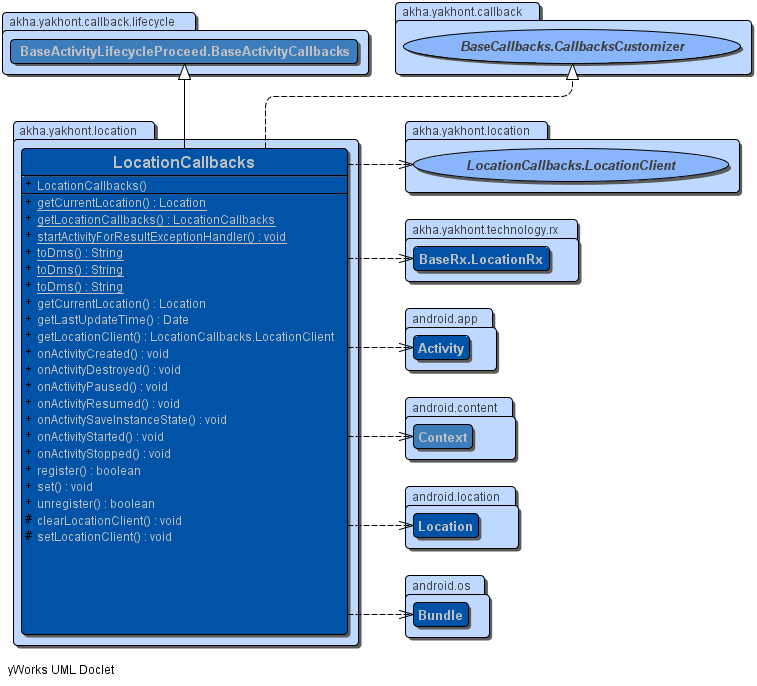 akha.yakhont.callback.lifecycle
BaseActivityLifecycleProceed.BaseActivityCallbacks
akha.yakhont.callback
BaseCallbacks.CallbacksCustomizer
akha.yakhont.location
LocationCallbacks
+ LocationCallbacks()
+ getCurrentLocation() : Location
+ getLocationCallbacks() : LocationCallbacks
+ startActivityForResultExceptionHandler() : void
+ toDms() : String
+ toDms() : String
+ toDms() : String
+ getCurrentLocation() : Location
+ getLastUpdateTime() : Date
+ getLocationClient() : LocationCallbacks.LocationClient
+ onActivityCreated() : void
+ onActivityDestroyed() : void
+ onActivityPaused() : void
+ onActivityResumed() : void
+ onActivitySaveInstanceState() : void
+ onActivityStarted() : void
+ onActivityStopped() : void
+ register() : boolean
+ set() : void
+ unregister() : boolean
# clearLocationClient() : void
# setLocationClient() : void
akha.yakhont.location
LocationCallbacks.LocationClient
akha.yakhont.technology.rx
BaseRx.LocationRx
android.app
Activity
android.content
Context
android.location
Location
android.os
Bundle
yWorks UML Doclet